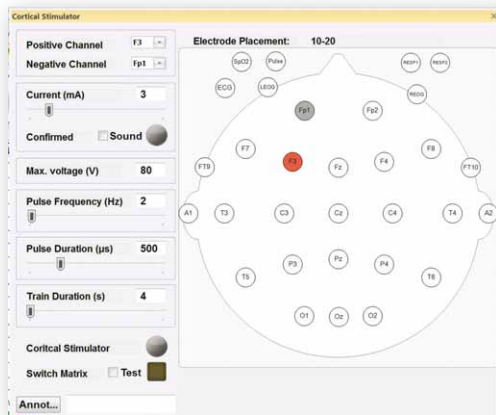 Cortical Stimulator
Positive Channel F3
Negative Channel Fp1
Current (mA) 3
Confirmed Sound
Max. voltage (V) 80
Pulse Frequency (Hz) 2
Pulse Duration (µs) 500
Train Duration (s) 4
Coritcal Stimulator
Switch Matrix Test
Annot...
Electrode Placement: 10-20
SpO2 Pulse RESP1 RESP2
ECG LEOG REOG
Fp1 Fp2
F7 F3 Fz F4 F8
FT9 FT10
A1 T3 C3 Cz C4 T4 A2
P3 Pz P4
T5 T6
O1 Oz O2